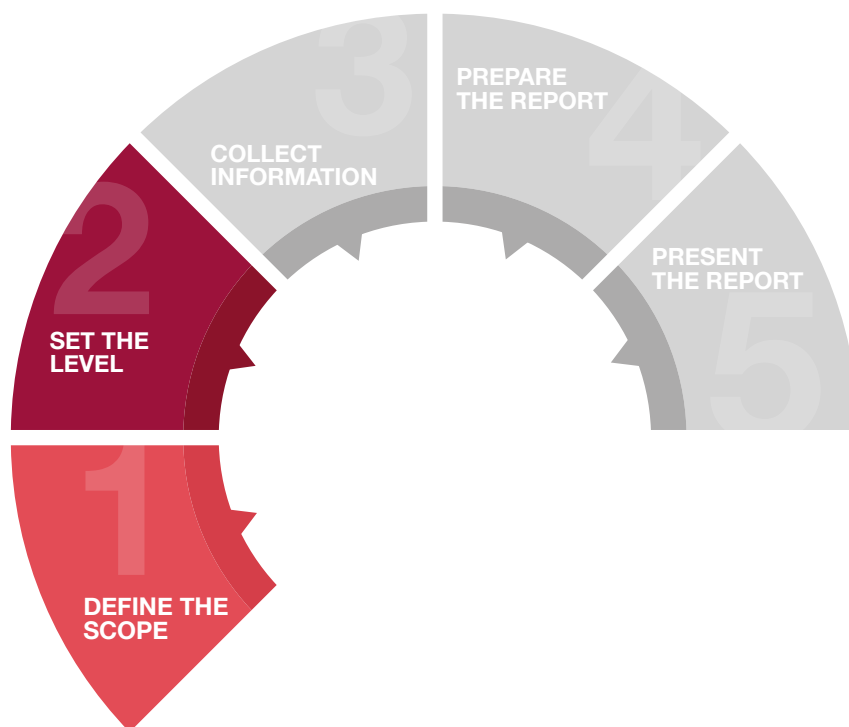 1
DEFINE THE
SCOPE
2
SET THE
LEVEL
3
COLLECT
INFORMATION
4
PREPARE
THE REPORT
5
PRESENT
THE REPORT